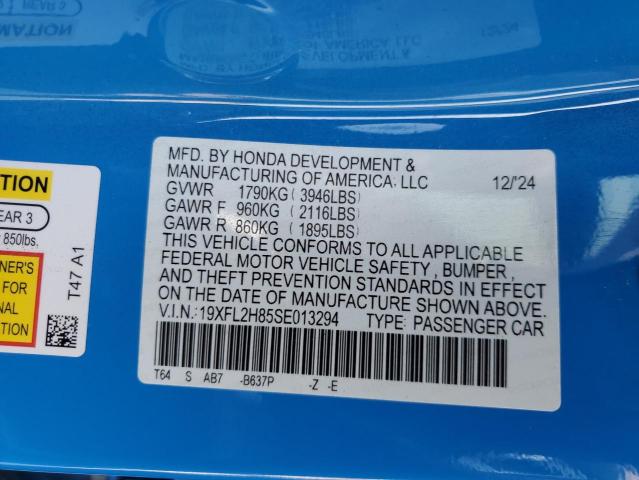 MFD. BY HONDA DEVELOPMENT &
MANUFACTURING OF AMERICA, LLC 12/'24
GVWR 1790KG (3946LBS)
GAWR F 960KG (2116LBS)
GAWR R 860KG (1895LBS)
THIS VEHICLE CONFORMS TO ALL APPLICABLE
FEDERAL MOTOR VEHICLE SAFETY , BUMPER,
AND THEFT PREVENTION STANDARDS IN EFFECT
ON THE DATE OF MANUFACTURE SHOWN ABOVE.
V.I.N.:19XFL2H85SE013294 TYPE: PASSENGER CAR
T64 S AB7 -B637P -Z -E
TION
EAR 3
850lbs.
NER'S
FOR
NAL
TION
T47 A1